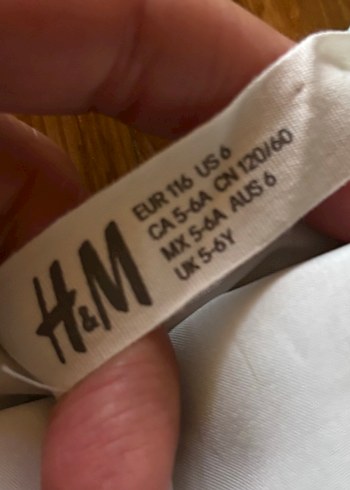 H&M
EUR 116 US 6
CA 5-6A CN 120/60
MX 5-6A AUS 6
UK 5-6Y